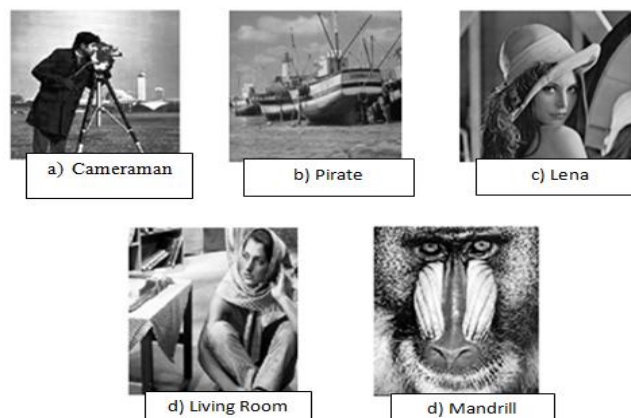 a) Cameraman
b) Pirate
c) Lena
d) Living Room
d) Mandrill